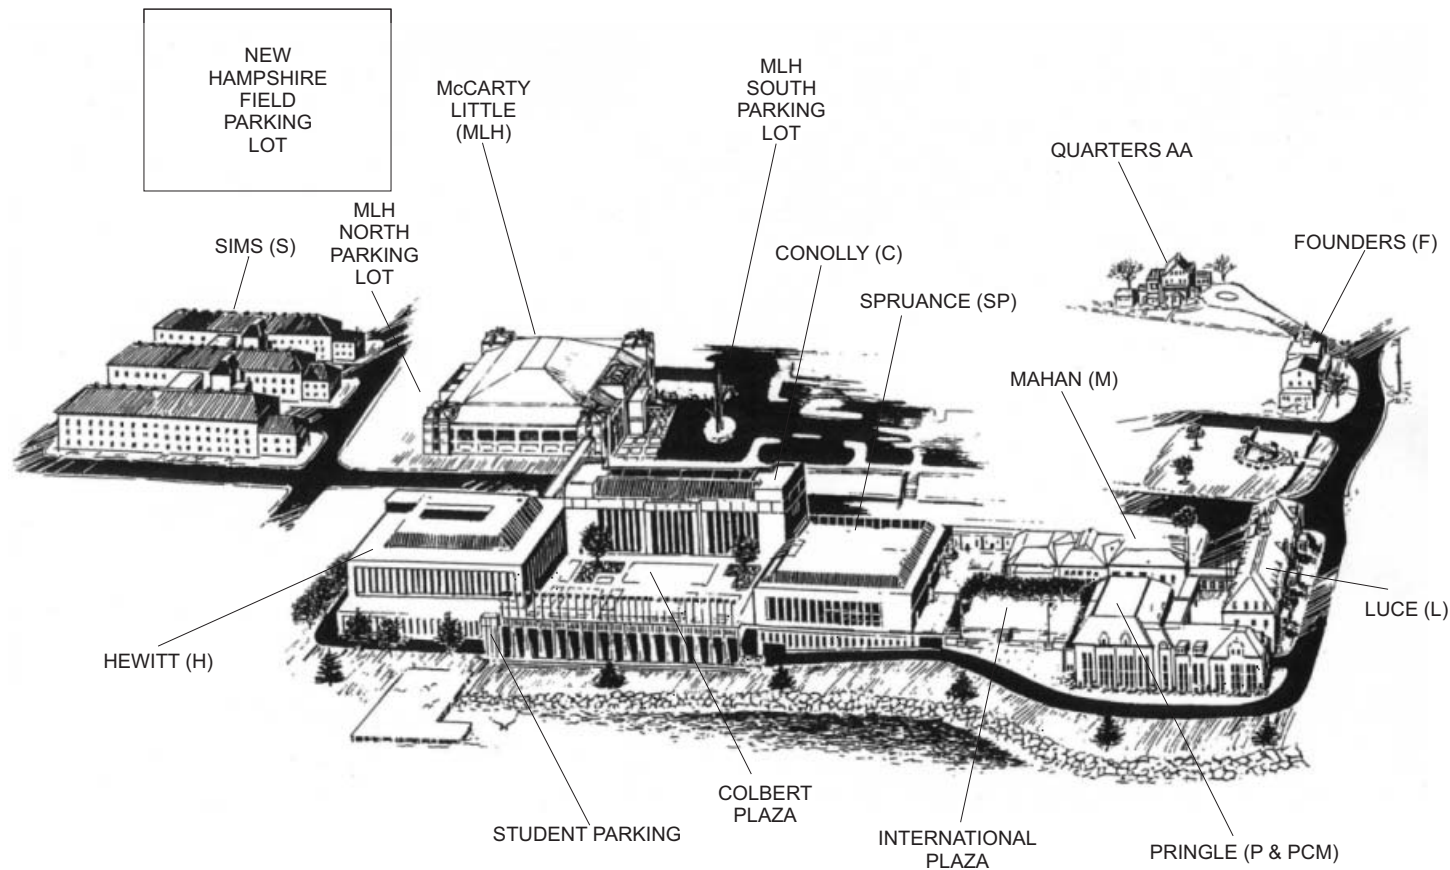 NEW
HAMPSHIRE
FIELD
PARKING
LOT
McCARTY
LITTLE
(MLH)
MLH
SOUTH
PARKING
LOT
QUARTERS AA
MLH
NORTH
PARKING
LOT
SIMS (S)
CONOLLY (C)
FOUNDERS (F)
SPRUANCE (SP)
MAHAN (M)
LUCE (L)
HEWITT (H)
COLBERT
PLAZA
STUDENT PARKING
INTERNATIONAL
PLAZA
PRINGLE (P & PCM)